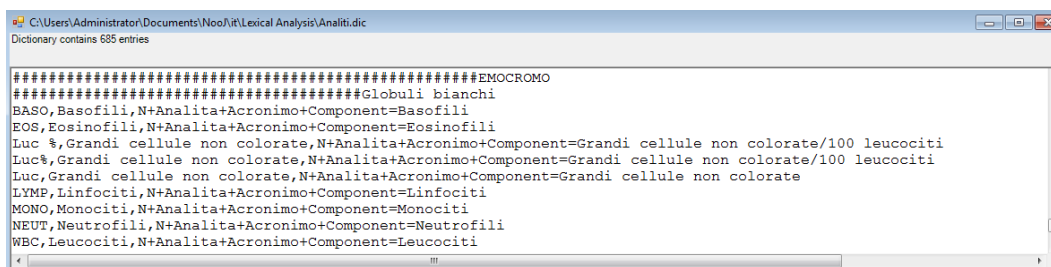 C:\Users\Administrator\Documents\NooJ\it\Lexical Analysis\Analiti.dic
Dictionary contains 685 entries
####################################################EMOCROMO
#######################################Globuli bianchi
BASO,Basofili,N+Analita+Acronimo+Component=Basofili
EOS,Eosinofili,N+Analita+Acronimo+Component=Eosinofili
Luc %,Grandi cellule non colorate,N+Analita+Acronimo+Component=Grandi cellule non colorate/100 leucociti
Luc%,Grandi cellule non colorate,N+Analita+Acronimo+Component=Grandi cellule non colorate/100 leucociti
Luc,Grandi cellule non colorate,N+Analita+Acronimo+Component=Grandi cellule non colorate
LYMP,Linfociti,N+Analita+Acronimo+Component=Linfociti
MONO,Monociti,N+Analita+Acronimo+Component=Monociti
NEUT,Neutrofili,N+Analita+Acronimo+Component=Neutrofili
WBC,Leucociti,N+Analita+Acronimo+Component=Leucociti